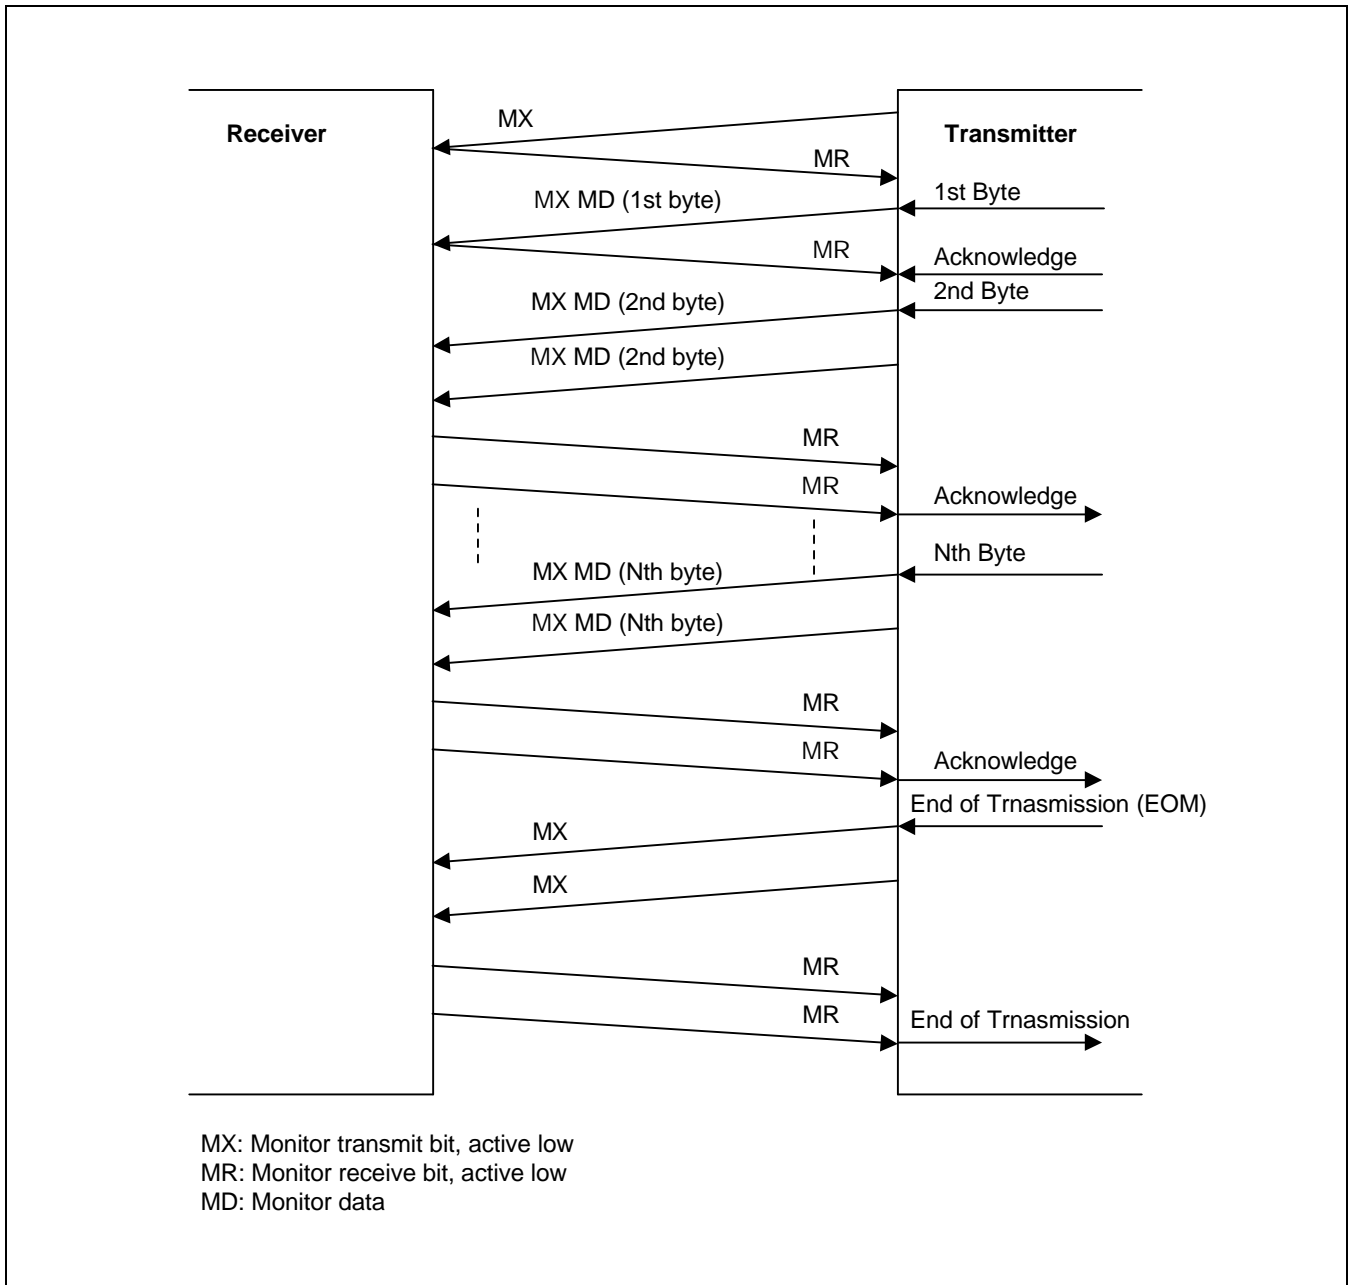 Receiver
Transmitter
MX
MR
MX MD (1st byte)
1st Byte
MR
Acknowledge
MX MD (2nd byte)
2nd Byte
MX MD (2nd byte)
MR
MR
Acknowledge
MX MD (Nth byte)
Nth Byte
MX MD (Nth byte)
MR
MR
Acknowledge
End of Trnasmission (EOM)
MX
MX
MR
MR
End of Trnasmission
MX: Monitor transmit bit, active low
MR: Monitor receive bit, active low
MD: Monitor data